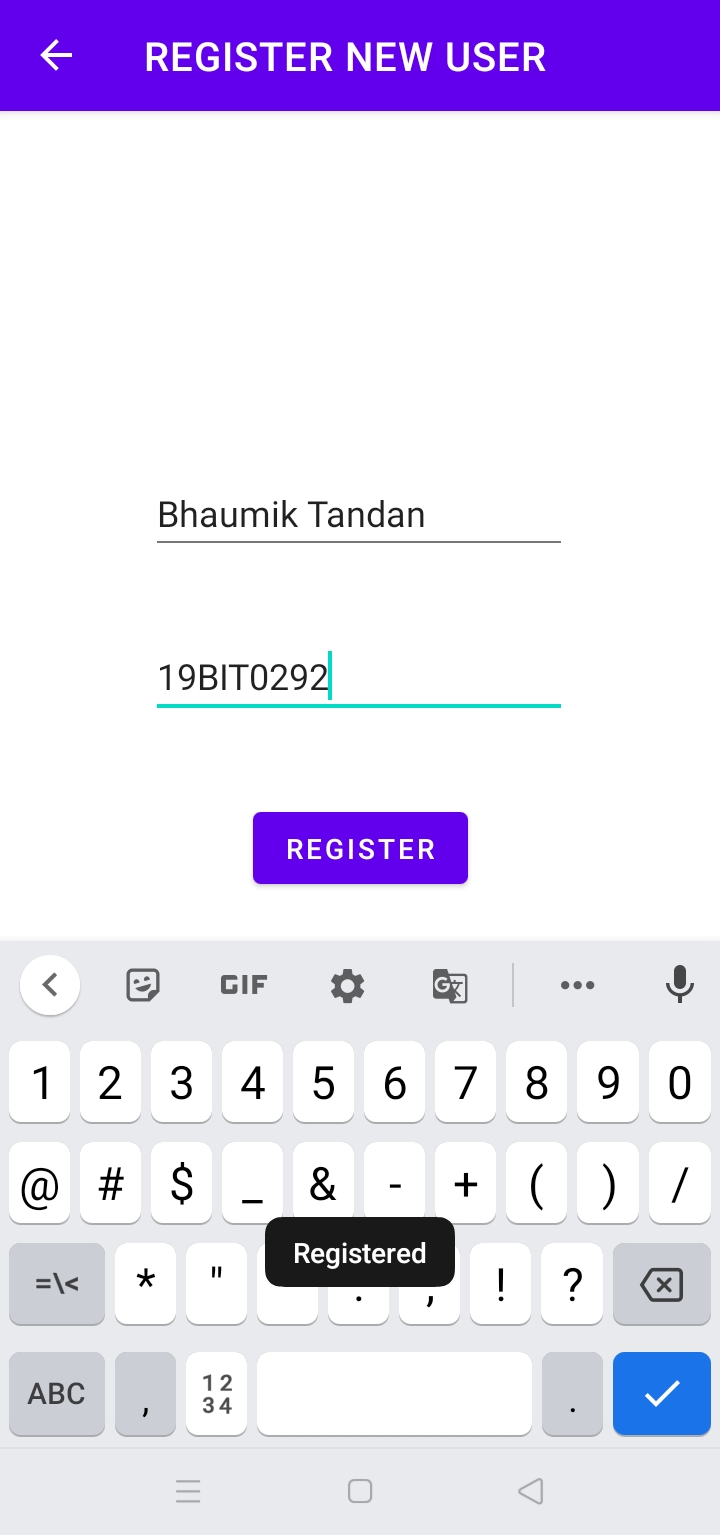 REGISTER NEW USER
Bhaumik Tandan
19BIT0292
REGISTER
GIF
1 2 3 4 5 6 7 8 9 0
@ # $ _ & - + ( ) /
=\< * " ! ?
Registered
ABC , 12 .
34